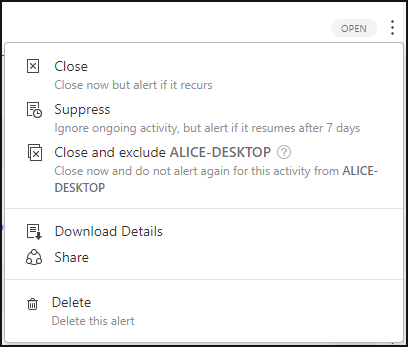 OPEN
Close
Close now but alert if it recurs
Suppress
Ignore ongoing activity, but alert if it resumes after 7 days
Close and exclude ALICE-DESKTOP ?
Close now and do not alert again for this activity from ALICE-
DESKTOP
Download Details
Share
Delete
Delete this alert